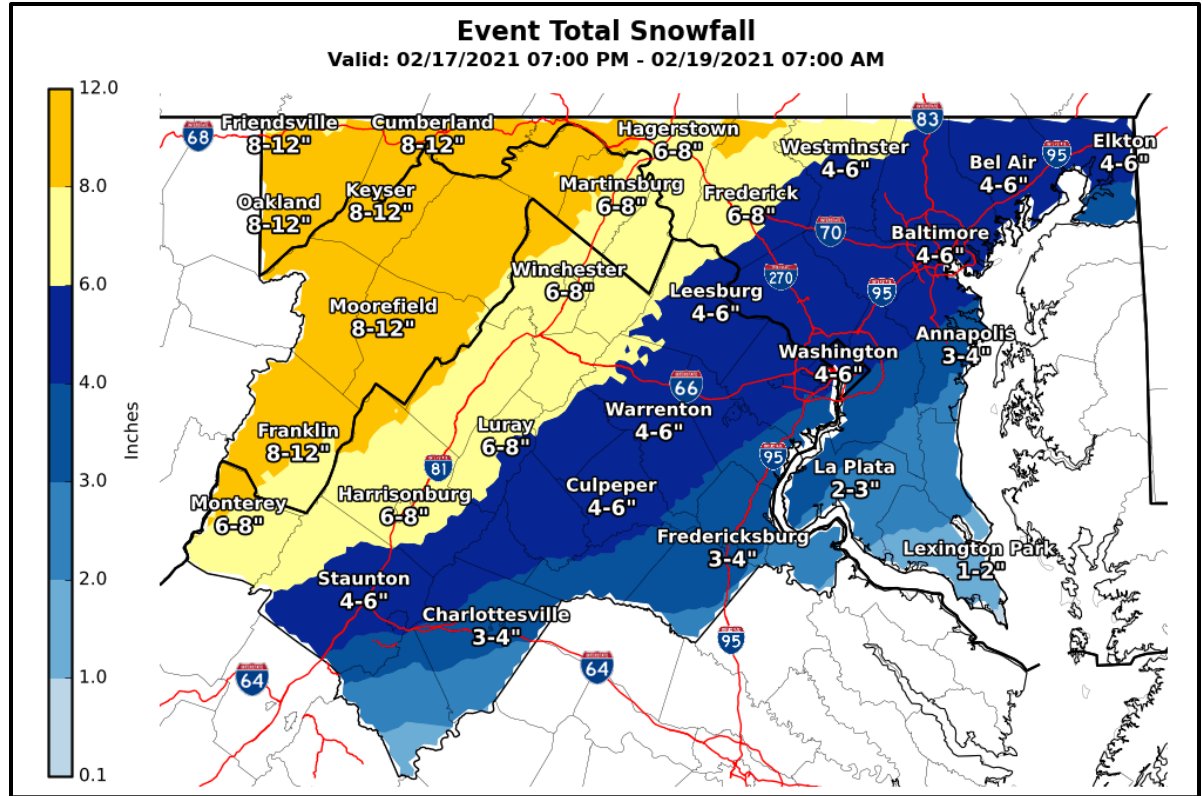 Event Total Snowfall
Valid: 02/17/2021 07:00 PM - 02/19/2021 07:00 AM
12.0
8.0
6.0
4.0
3.0
2.0
1.0
0.1
Inches
Friendsville
8-12"
Cumberland
8-12"
Hagerstown
6-8"
Westminster
4-6"
Bel Air
4-6"
Elkton
4-6"
Oakland
8-12"
Keyser
8-12"
Martinsburg
6-8"
Frederick
6-8"
Baltimore
4-6"
Moorefield
8-12"
Winchester
6-8"
Leesburg
4-6"
Annapolis
3-4"
Washington
4-6"
Franklin
8-12"
Luray
6-8"
Warrenton
4-6"
Monterey
6-8"
Harrisonburg
6-8"
Culpeper
4-6"
La Plata
2-3"
Fredericksburg
3-4"
Lexington Park
1-2"
Staunton
4-6"
Charlottesville
3-4"
68
83
95
70
270
95
66
81
95
95
64
64